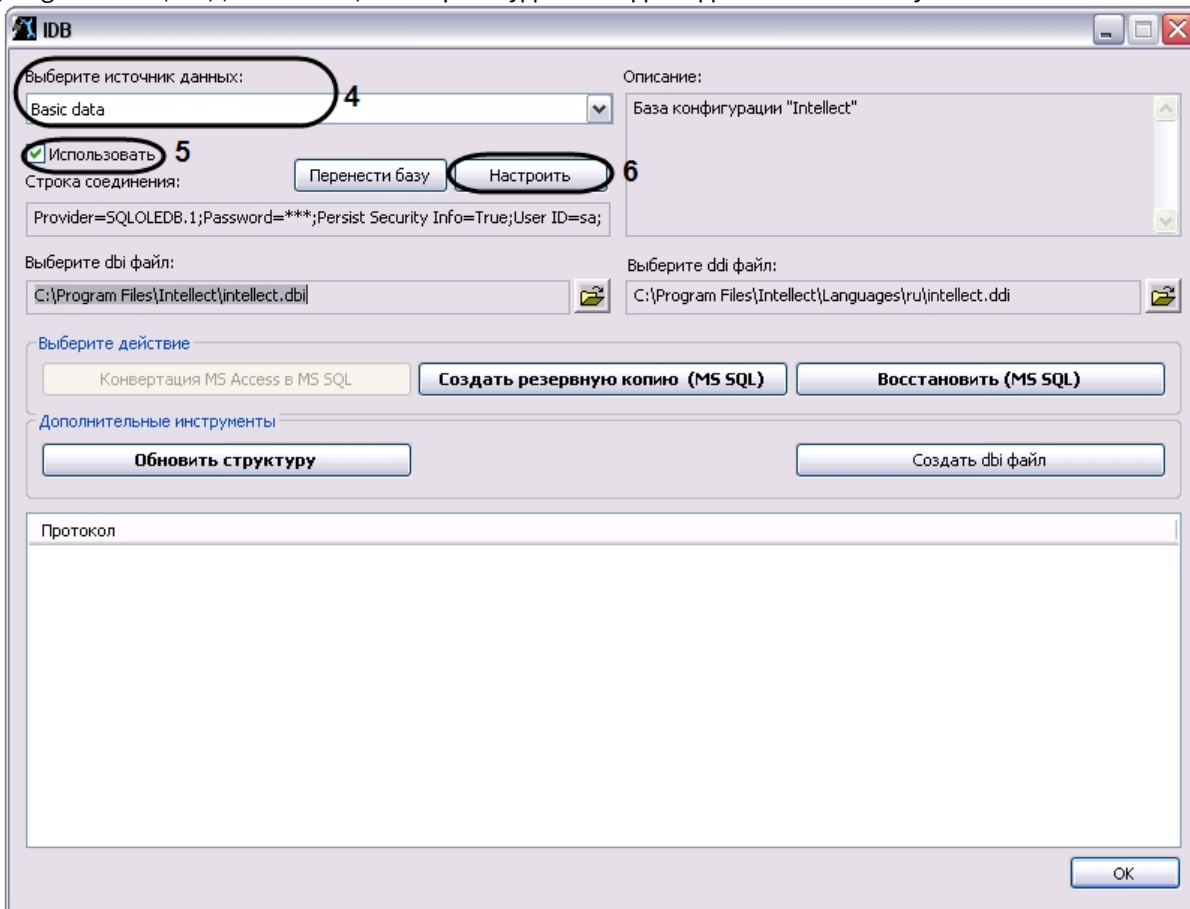 IDB
Выберите источник данных:
Basic data
4
Использовать
5
Перенести базу
Настроить
6
Строка соединения:
Provider=SQLOLEDB.1;Password=***;Persist Security Info=True;User ID=sa;
Описание:
База конфигурации "Intellect"
Выберите dbi файл:
C:\Program Files\Intellect\intellect.dbi
Выберите ddi файл:
C:\Program Files\Intellect\Languages\ru\intellect.ddi
Выберите действие
Конвертация MS Access в MS SQL
Создать резервную копию (MS SQL)
Восстановить (MS SQL)
Дополнительные инструменты
Обновить структуру
Создать dbi файл
Протокол
OK